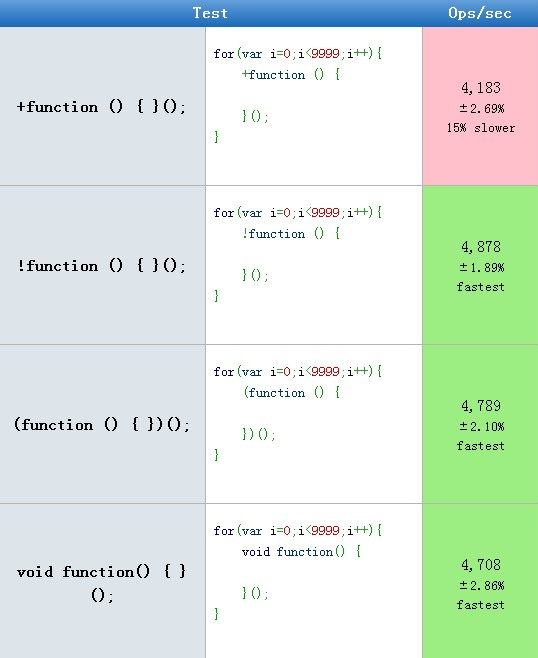 Test Ops/sec
+function () { }();
for(var i=0;i<9999;i++){
+function () {
}();
}
4,183
±2.69%
15% slower
!function () { }();
for(var i=0;i<9999;i++){
!function () {
}();
}
4,878
±1.89%
fastest
(function () { })();
for(var i=0;i<9999;i++){
(function () {
})();
}
4,789
±2.10%
fastest
void function() { }
();
for(var i=0;i<9999;i++){
void function() {
}();
}
4,708
±2.86%
fastest